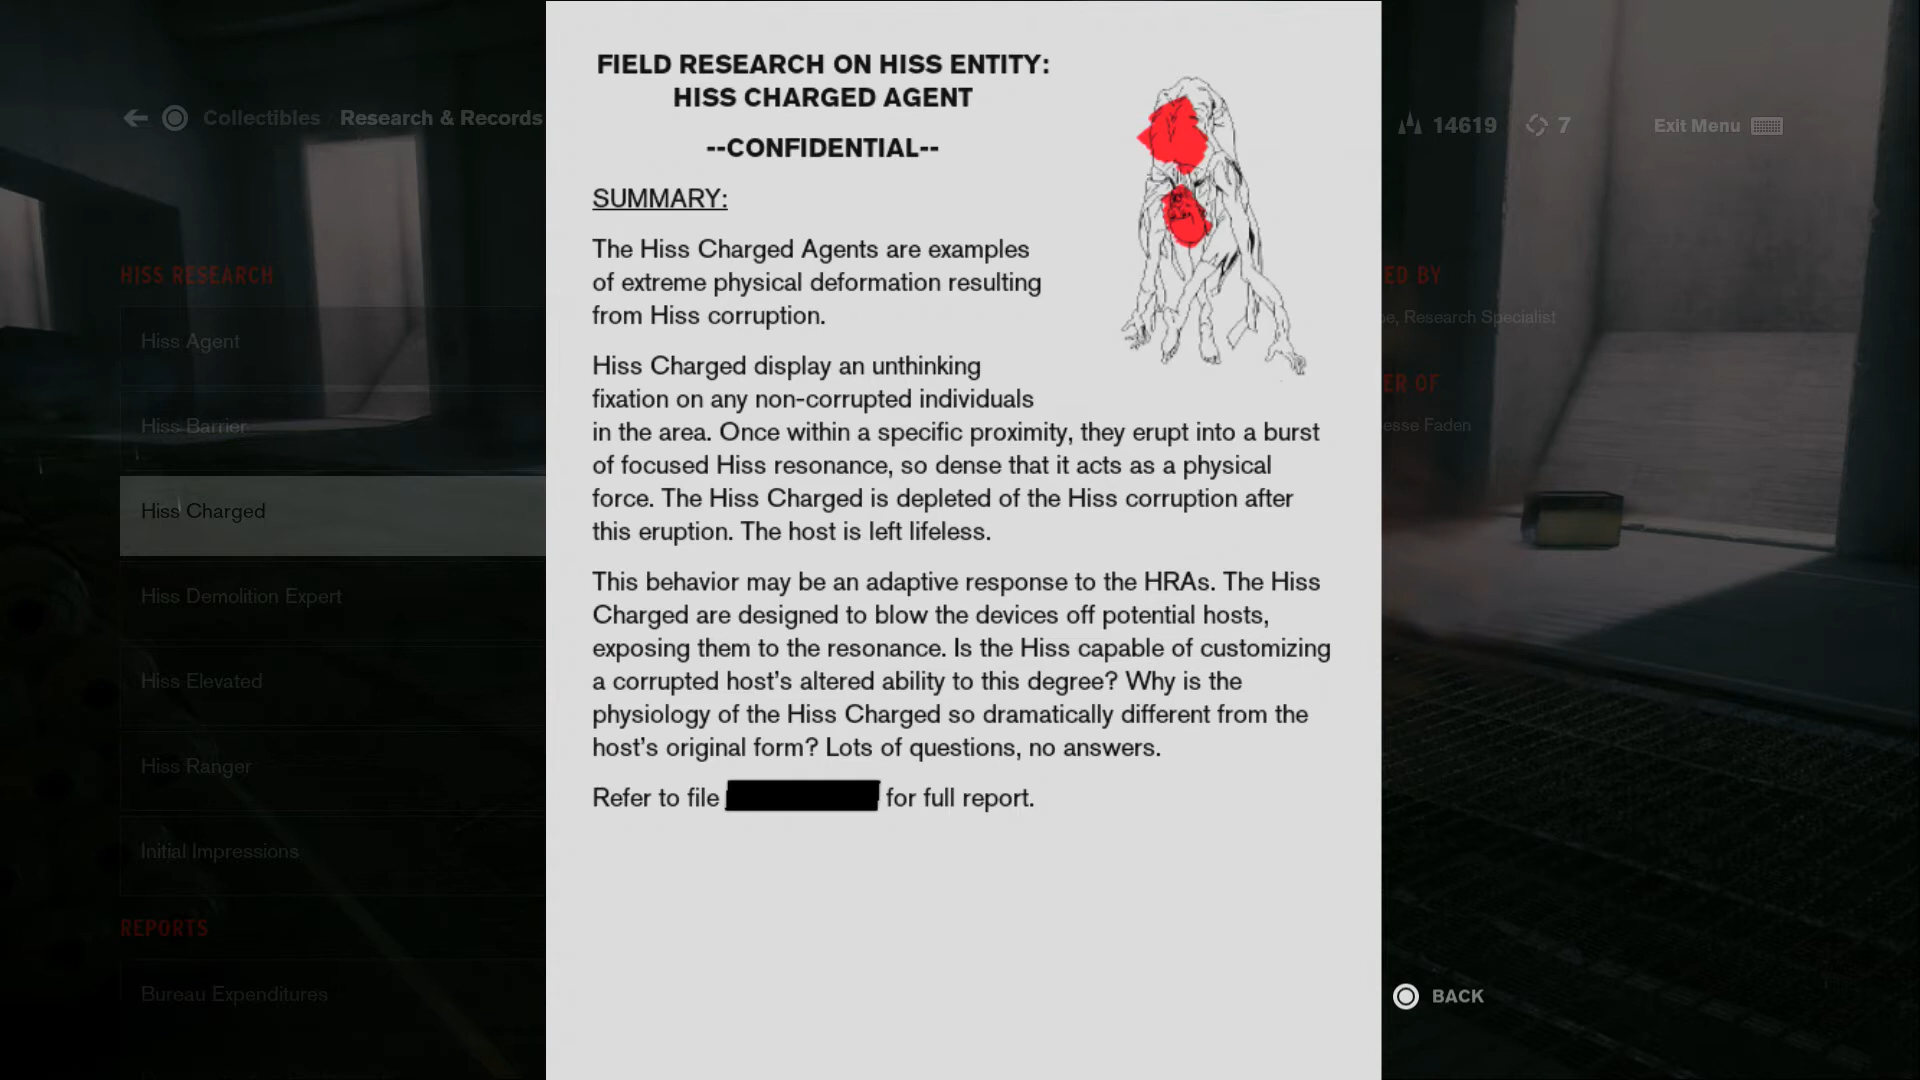 Collectibles / Research & Records
14619
7
Exit Menu
HISS RESEARCH
Hiss Agent
Hiss Barrier
Hiss Charged
Hiss Demolition Expert
Hiss Elevated
Hiss Ranger
Initial Impressions
REPORTS
Bureau Expenditures
FIELD RESEARCH ON HISS ENTITY:
HISS CHARGED AGENT
--CONFIDENTIAL--
SUMMARY:
The Hiss Charged Agents are examples
of extreme physical deformation resulting
from Hiss corruption.
Hiss Charged display an unthinking
fixation on any non-corrupted individuals
in the area. Once within a specific proximity, they erupt into a burst
of focused Hiss resonance, so dense that it acts as a physical
force. The Hiss Charged is depleted of the Hiss corruption after
this eruption. The host is left lifeless.
This behavior may be an adaptive response to the HRAs. The Hiss
Charged are designed to blow the devices off potential hosts,
exposing them to the resonance. Is the Hiss capable of customizing
a corrupted host's altered ability to this degree? Why is the
physiology of the Hiss Charged so dramatically different from the
host's original form? Lots of questions, no answers.
Refer to file for full report.
ED BY
Research Specialist
ER OF
esse Faden
BACK